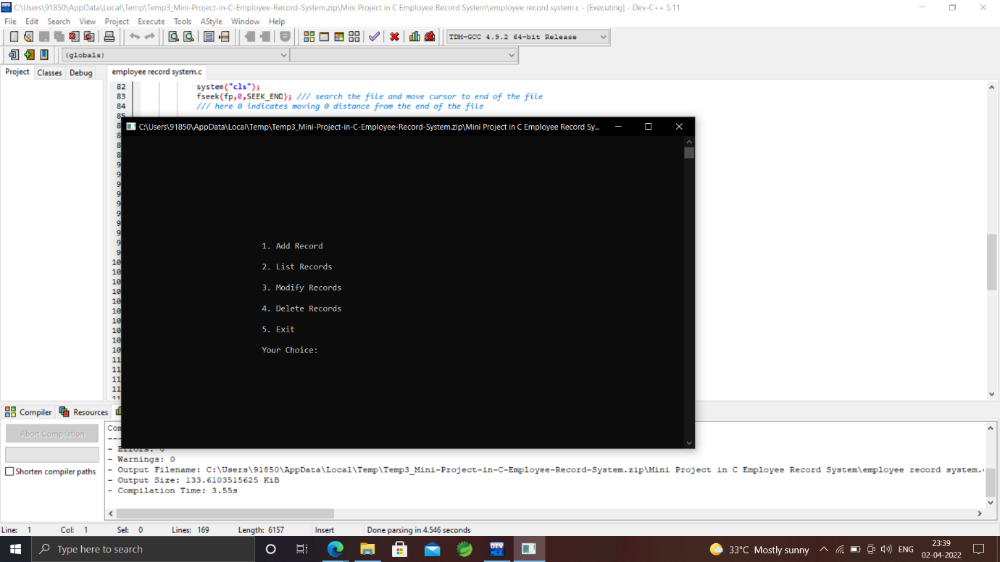 C:\Users\91850\AppData\Local\Temp\Temp3_Mini-Project-in-C-Employee-Record-System.zip\Mini Project in C Employee Record System\employee record system.c - [Executing] - Dev-C++ 5.11
File Edit Search View Project Execute Tools AStyle Window Help
TDM-GCC 4.9.2 64-bit Release
(globals)
Project Classes Debug
employee record system.c
82 system("cls");
83 fseek(fp,0,SEEK_END); /// search the file and move cursor to end of the file
84 /// here 0 indicates moving 0 distance from the end of the file
85
C:\Users\91850\AppData\Local\Temp\Temp3_Mini-Project-in-C-Employee-Record-System.zip\Mini Project in C Employee Record Sy...
1. Add Record
2. List Records
3. Modify Records
4. Delete Records
5. Exit
Your Choice:
Compiler Resources
Abort Compilation
Shorten compiler paths
- Errors: 0
- Warnings: 0
- Output Filename: C:\Users\91850\AppData\Local\Temp\Temp3_Mini-Project-in-C-Employee-Record-System.zip\Mini Project in C Employee Record System\employee record system.
- Output Size: 133.6103515625 KiB
- Compilation Time: 3.55s
Line: 1 Col: 1 Sel: 0 Lines: 169 Length: 6157 Insert Done parsing in 4.546 seconds
Type here to search
DEV
33°C Mostly sunny
ENG
23:39
02-04-2022